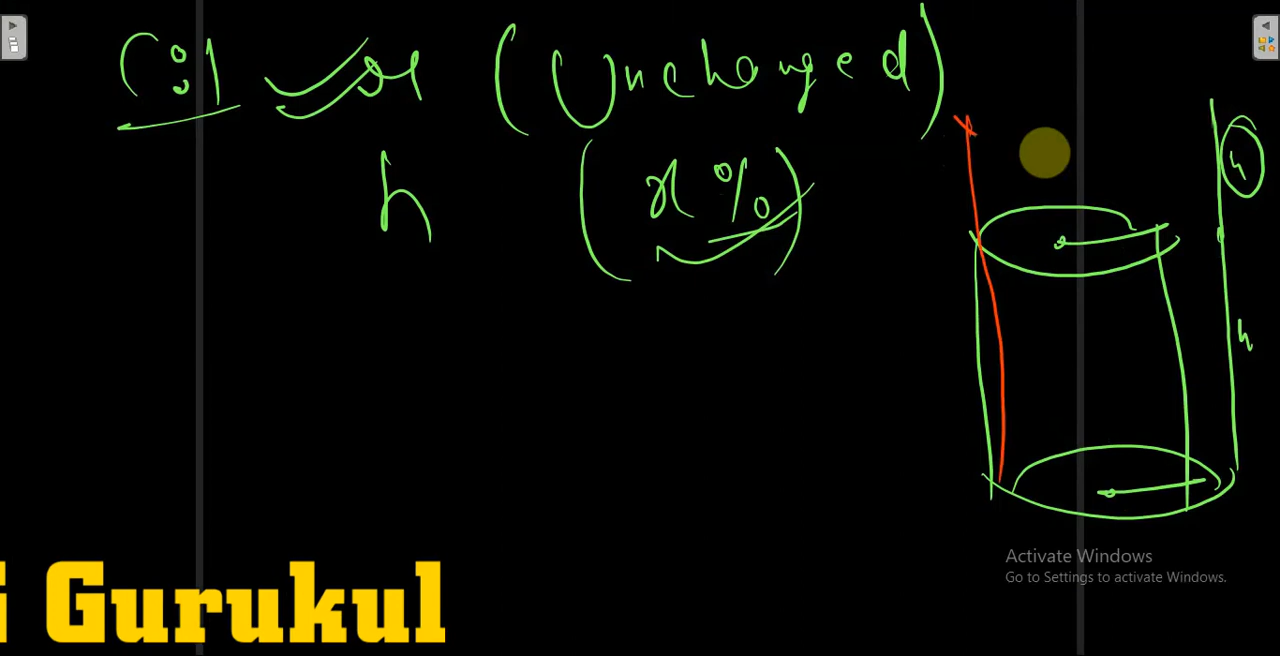 (i) r (Unchanged)
h (x%)
h
h
Activate Windows
Go to Settings to activate Windows.
i Gurukul